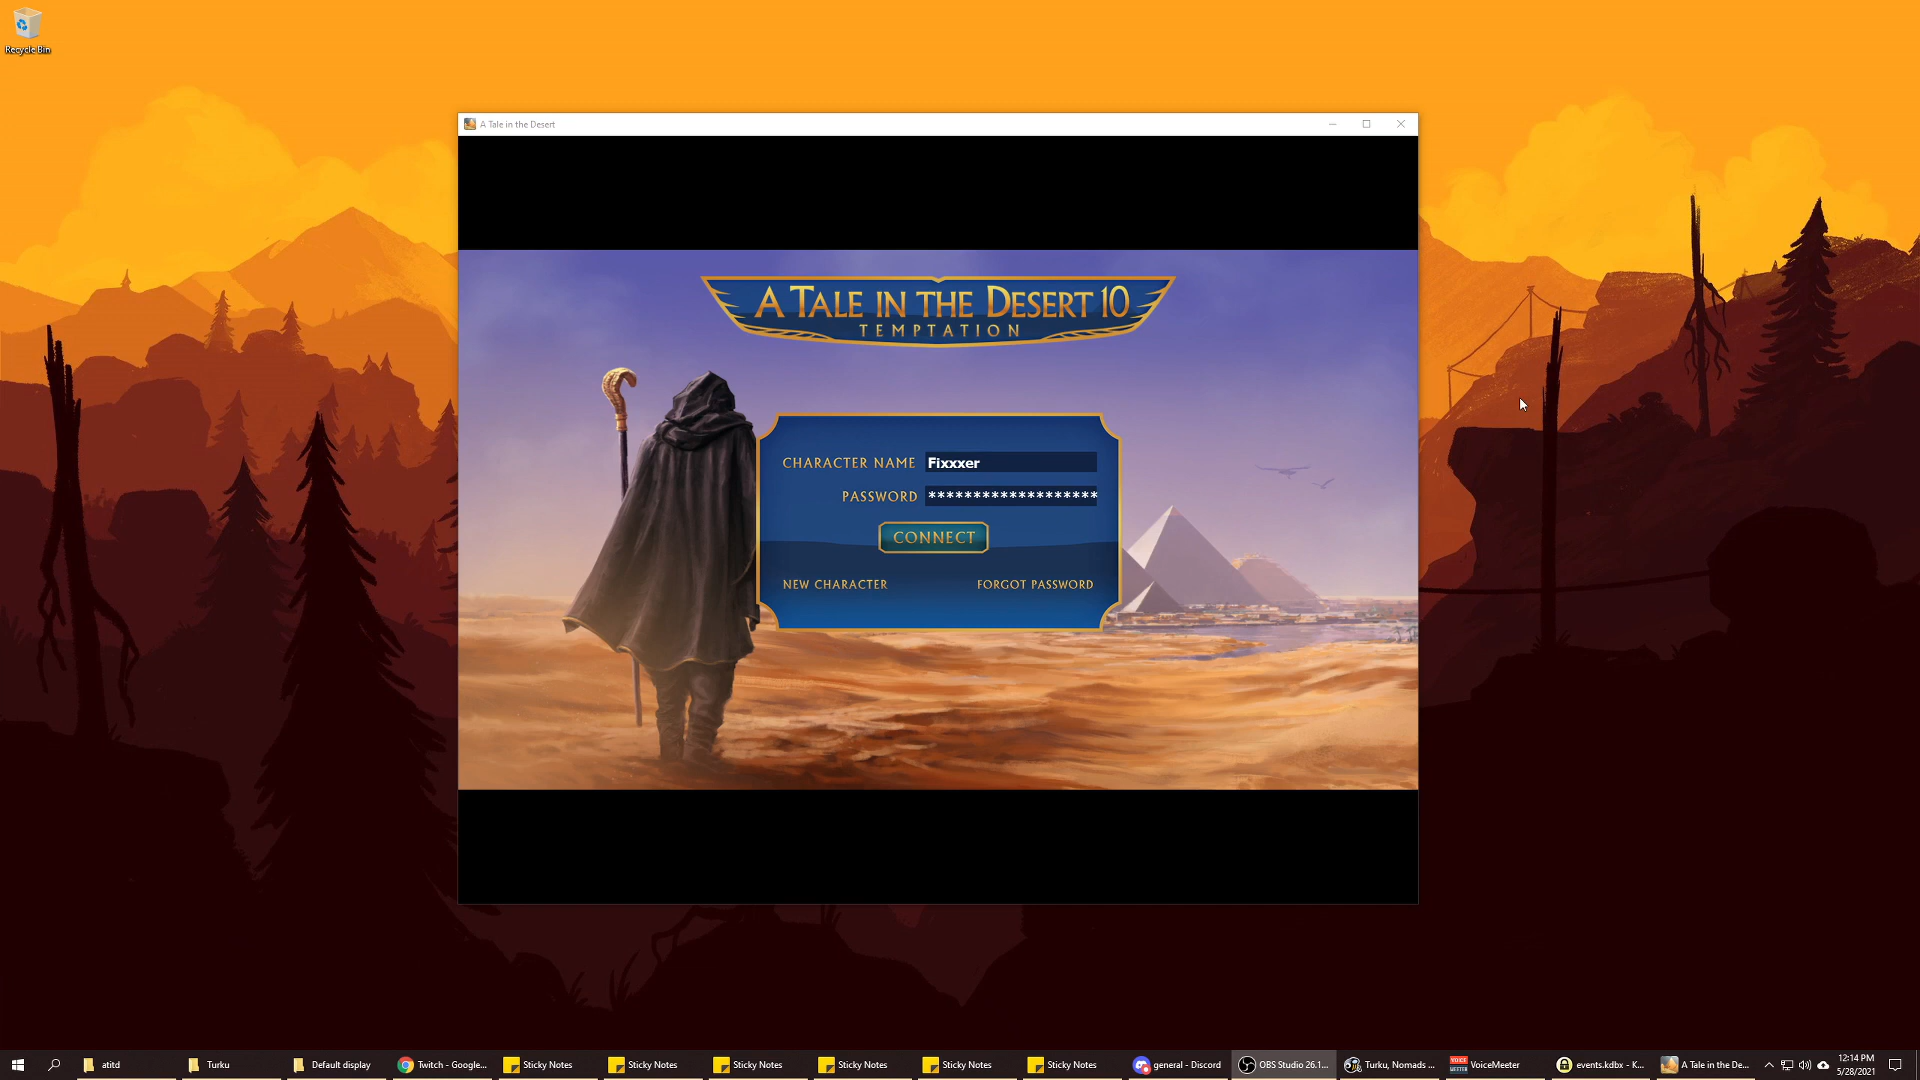 Recycle Bin
A Tale in the Desert
A TALE IN THE DESERT 10
TEMPTATION
CHARACTER NAME Fixxxer
PASSWORD *******************
CONNECT
NEW CHARACTER FORGOT PASSWORD
atitd Turku Default display Twitch - Google... Sticky Notes Sticky Notes Sticky Notes Sticky Notes Sticky Notes Sticky Notes general - Discord OBS Studio 26.1... Turku, Nomads ... VOICE MEETER VoiceMeeter events.kdbx - K... A Tale in the De... 12:14 PM
5/28/2021